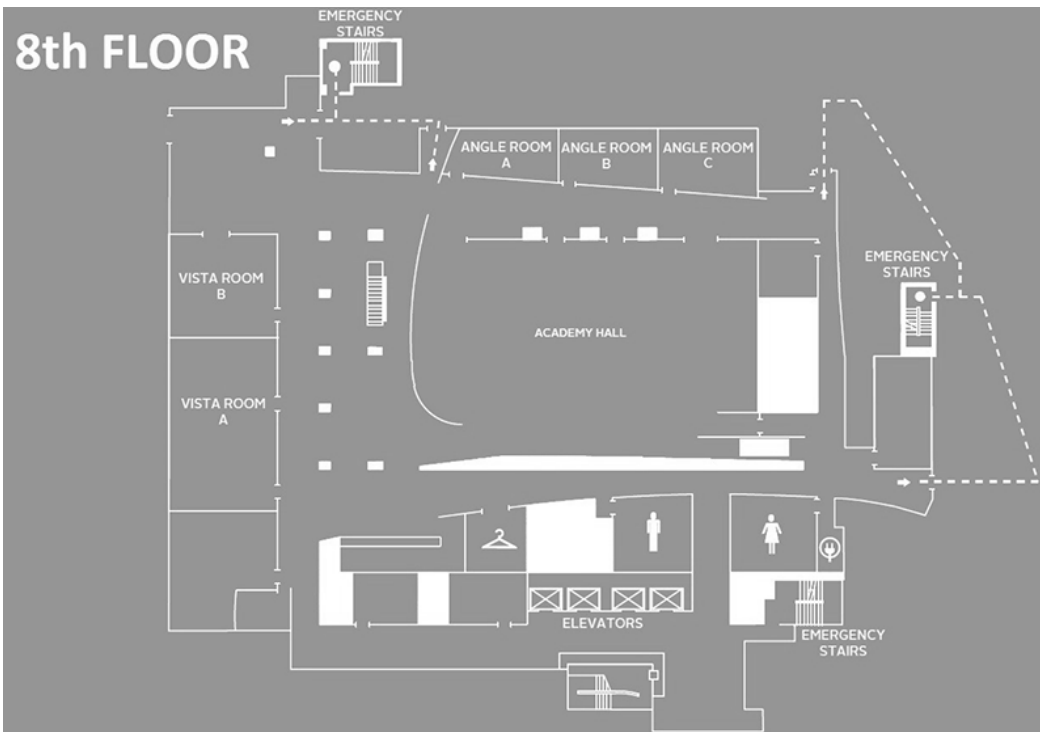 EMERGENCY
STAIRS
8th FLOOR
ANGLE ROOM
A
ANGLE ROOM
B
ANGLE ROOM
C
EMERGENCY
STAIRS
VISTA ROOM
B
ACADEMY HALL
VISTA ROOM
A
ELEVATORS
EMERGENCY
STAIRS